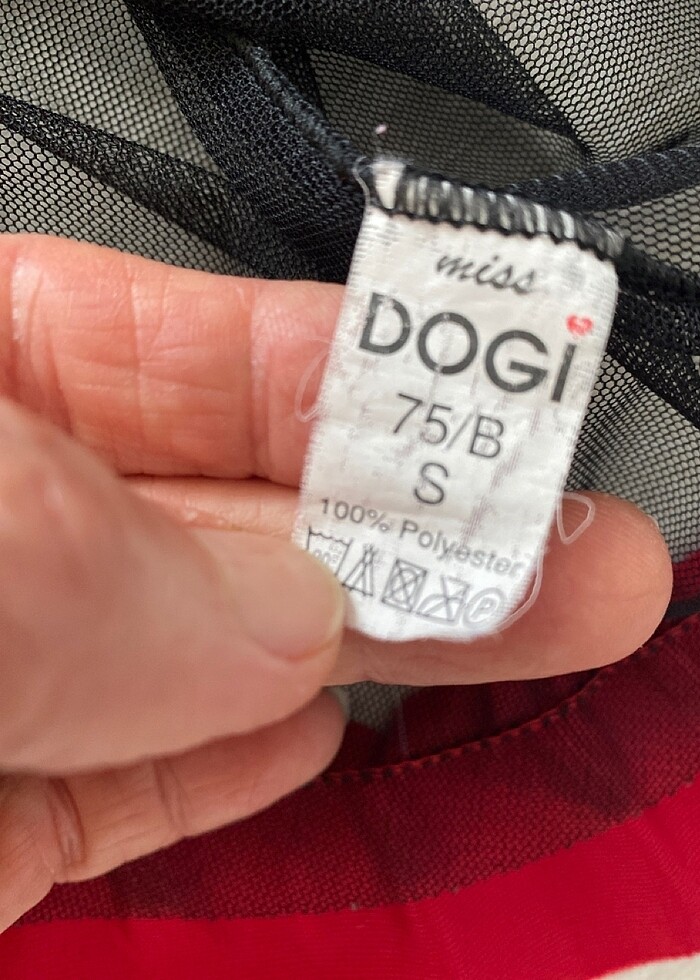 miss
DOGi
75/B
S
100% Polyester
P